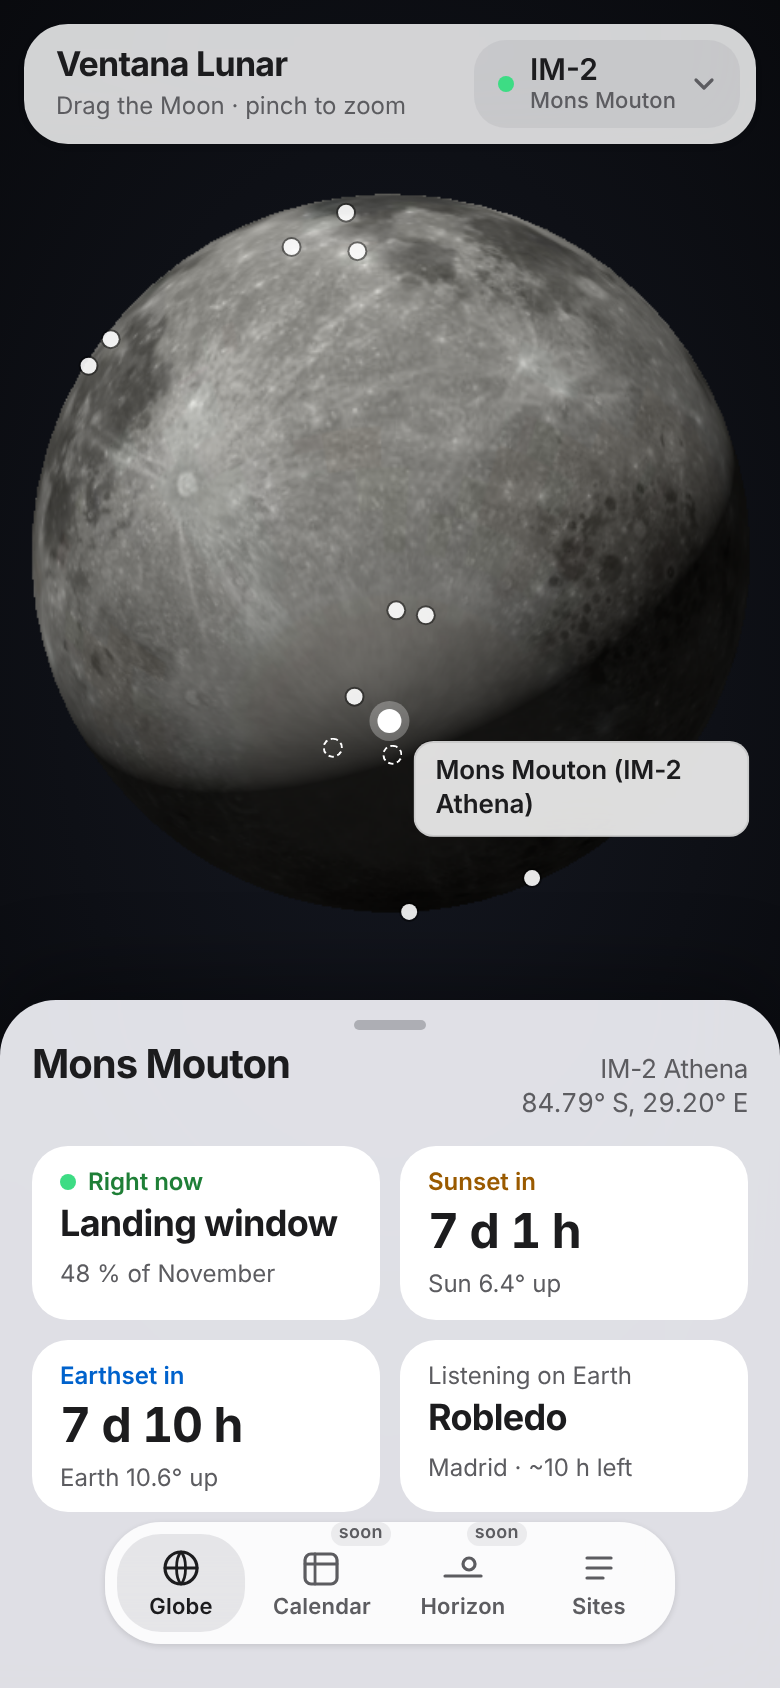 Ventana Lunar
Drag the Moon · pinch to zoom
IM-2
Mons Mouton
Mons Mouton (IM-2
Athena)
Mons Mouton
IM-2 Athena
84.79° S, 29.20° E
Right now
Landing window
48 % of November
Sunset in
7 d 1 h
Sun 6.4° up
Earthset in
7 d 10 h
Earth 10.6° up
Listening on Earth
Robledo
Madrid · ~10 h left
Globe
soon
Calendar
soon
Horizon
Sites